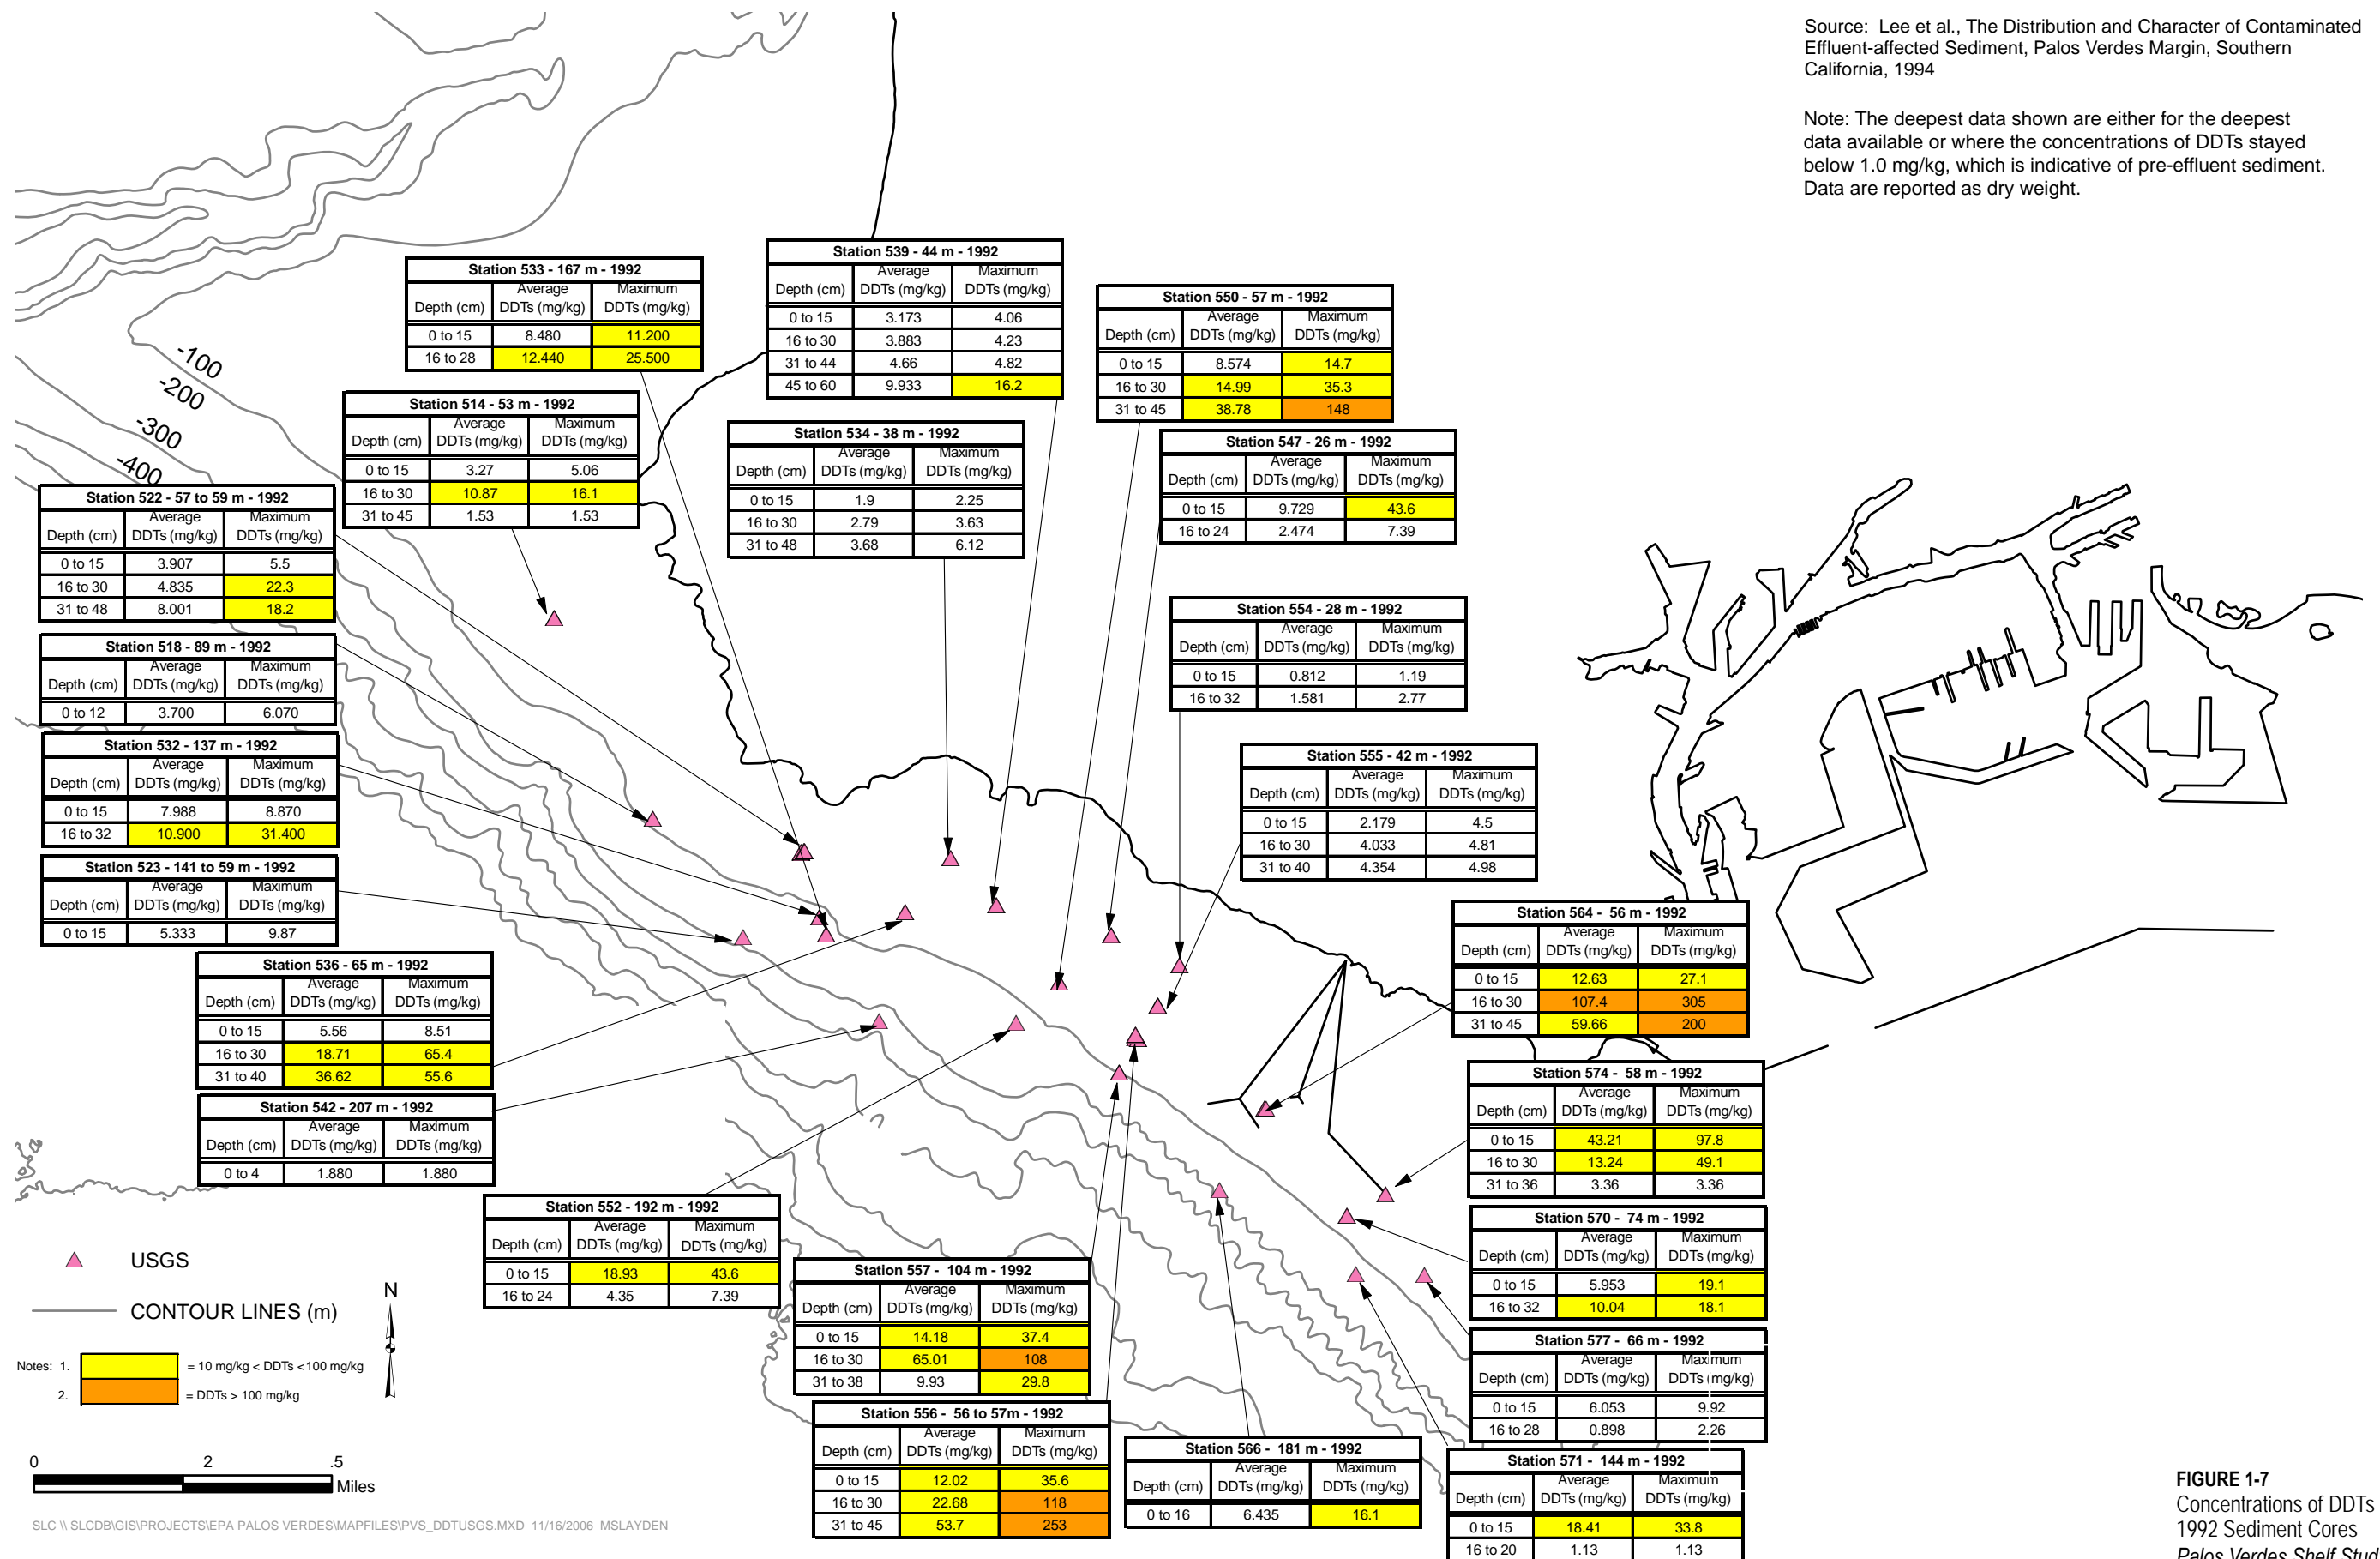 Source: Lee et al., The Distribution and Character of Contaminated
Effluent-affected Sediment, Palos Verdes Margin, Southern
California, 1994
Note: The deepest data shown are either for the deepest
data available or where the concentrations of DDTs stayed
below 1.0 mg/kg, which is indicative of pre-effluent sediment.
Data are reported as dry weight.
-100
-200
-300
-400
Station 533 - 167 m - 1992
Depth (cm) Average DDTs (mg/kg) Maximum DDTs (mg/kg)
0 to 15 8.480 11.200
16 to 28 12.440 25.500
Station 539 - 44 m - 1992
Depth (cm) Average DDTs (mg/kg) Maximum DDTs (mg/kg)
0 to 15 3.173 4.06
16 to 30 3.883 4.23
31 to 44 4.66 4.82
45 to 60 9.933 16.2
Station 550 - 57 m - 1992
Depth (cm) Average DDTs (mg/kg) Maximum DDTs (mg/kg)
0 to 15 8.574 14.7
16 to 30 14.99 35.3
31 to 45 38.78 148
Station 514 - 53 m - 1992
Depth (cm) Average DDTs (mg/kg) Maximum DDTs (mg/kg)
0 to 15 3.27 5.06
16 to 30 10.87 16.1
31 to 45 1.53 1.53
Station 534 - 38 m - 1992
Depth (cm) Average DDTs (mg/kg) Maximum DDTs (mg/kg)
0 to 15 1.9 2.25
16 to 30 2.79 3.63
31 to 48 3.68 6.12
Station 547 - 26 m - 1992
Depth (cm) Average DDTs (mg/kg) Maximum DDTs (mg/kg)
0 to 15 9.729 43.6
16 to 24 2.474 7.39
Station 522 - 57 to 59 m - 1992
Depth (cm) Average DDTs (mg/kg) Maximum DDTs (mg/kg)
0 to 15 3.907 5.5
16 to 30 4.835 22.3
31 to 48 8.001 18.2
Station 554 - 28 m - 1992
Depth (cm) Average DDTs (mg/kg) Maximum DDTs (mg/kg)
0 to 15 0.812 1.19
16 to 32 1.581 2.77
Station 518 - 89 m - 1992
Depth (cm) Average DDTs (mg/kg) Maximum DDTs (mg/kg)
0 to 12 3.700 6.070
Station 532 - 137 m - 1992
Depth (cm) Average DDTs (mg/kg) Maximum DDTs (mg/kg)
0 to 15 7.988 8.870
16 to 32 10.900 31.400
Station 555 - 42 m - 1992
Depth (cm) Average DDTs (mg/kg) Maximum DDTs (mg/kg)
0 to 15 2.179 4.5
16 to 30 4.033 4.81
31 to 40 4.354 4.98
Station 523 - 141 to 59 m - 1992
Depth (cm) Average DDTs (mg/kg) Maximum DDTs (mg/kg)
0 to 15 5.333 9.87
Station 564 - 56 m - 1992
Depth (cm) Average DDTs (mg/kg) Maximum DDTs (mg/kg)
0 to 15 12.63 27.1
16 to 30 107.4 305
31 to 45 59.66 200
Station 536 - 65 m - 1992
Depth (cm) Average DDTs (mg/kg) Maximum DDTs (mg/kg)
0 to 15 5.56 8.51
16 to 30 18.71 65.4
31 to 40 36.62 55.6
Station 574 - 58 m - 1992
Depth (cm) Average DDTs (mg/kg) Maximum DDTs (mg/kg)
0 to 15 43.21 97.8
16 to 30 13.24 49.1
31 to 36 3.36 3.36
Station 542 - 207 m - 1992
Depth (cm) Average DDTs (mg/kg) Maximum DDTs (mg/kg)
0 to 4 1.880 1.880
Station 552 - 192 m - 1992
Depth (cm) Average DDTs (mg/kg) Maximum DDTs (mg/kg)
0 to 15 18.93 43.6
16 to 24 4.35 7.39
Station 570 - 74 m - 1992
Depth (cm) Average DDTs (mg/kg) Maximum DDTs (mg/kg)
0 to 15 5.953 19.1
16 to 32 10.04 18.1
Station 557 - 104 m - 1992
Depth (cm) Average DDTs (mg/kg) Maximum DDTs (mg/kg)
0 to 15 14.18 37.4
16 to 30 65.01 108
31 to 38 9.93 29.8
Station 577 - 66 m - 1992
Depth (cm) Average DDTs (mg/kg) Maximum DDTs (mg/kg)
0 to 15 6.053 9.92
16 to 28 0.898 2.26
Station 556 - 56 to 57m - 1992
Depth (cm) Average DDTs (mg/kg) Maximum DDTs (mg/kg)
0 to 15 12.02 35.6
16 to 30 22.68 118
31 to 45 53.7 253
Station 566 - 181 m - 1992
Depth (cm) Average DDTs (mg/kg) Maximum DDTs (mg/kg)
0 to 16 6.435 16.1
Station 571 - 144 m - 1992
Depth (cm) Average DDTs (mg/kg) Maximum DDTs (mg/kg)
0 to 15 18.41 33.8
16 to 20 1.13 1.13
USGS
CONTOUR LINES (m)
N
Notes: 1. = 10 mg/kg < DDTs <100 mg/kg
2. = DDTs > 100 mg/kg
0 2 .5
Miles
SLC \\ SLCDB\GIS\PROJECTS\EPA PALOS VERDES\MAPFILES\PVS_DDTUSGS.MXD 11/16/2006 MSLAYDEN
FIGURE 1-7
Concentrations of DDTs
1992 Sediment Cores
Palos Verdes Shelf Stud